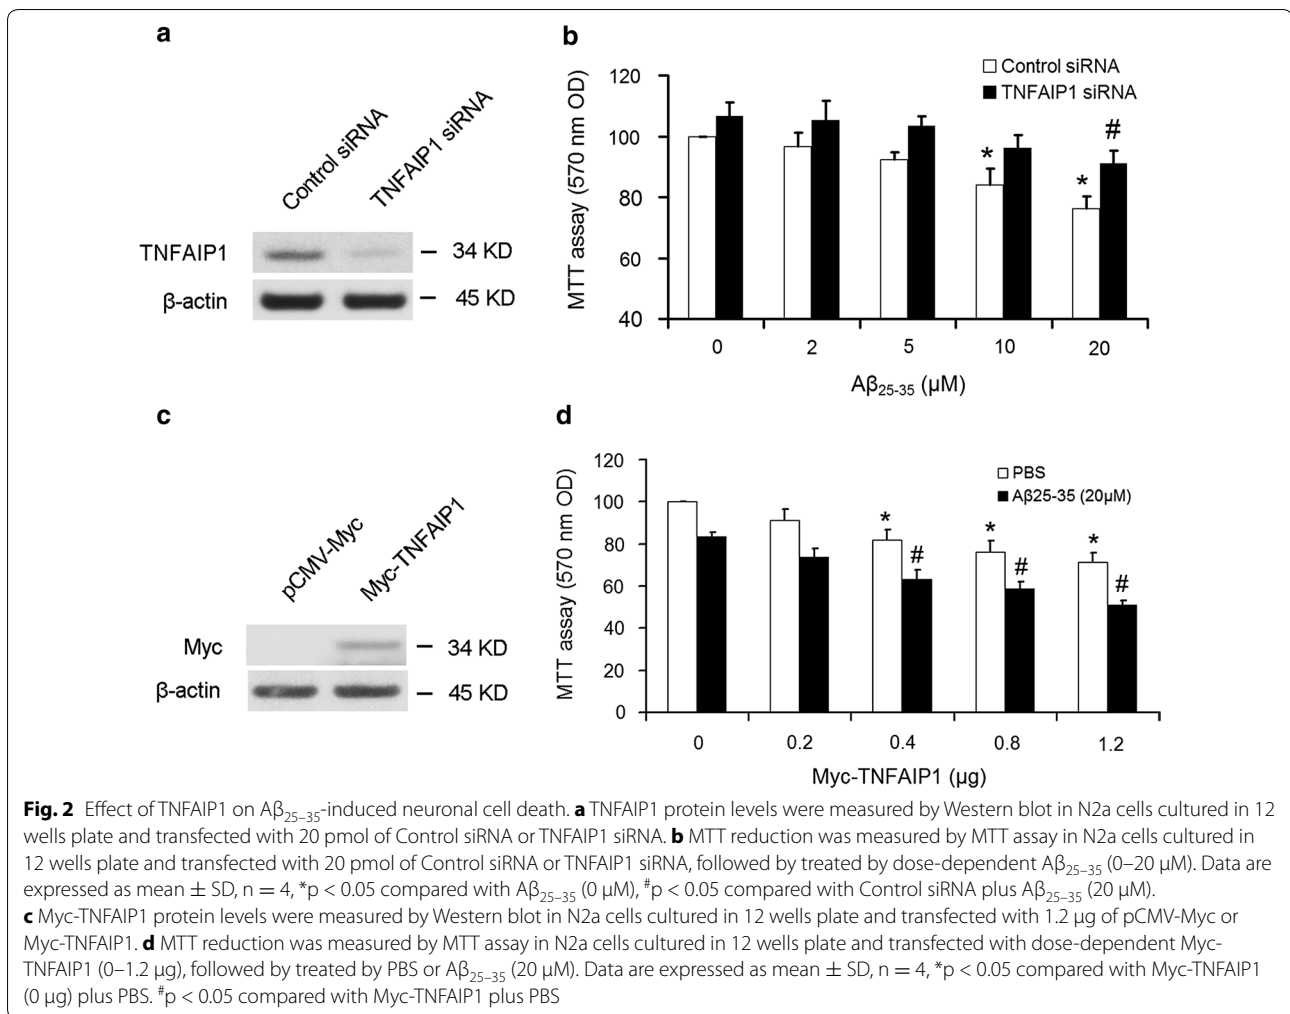 a
Control siRNA
TNFAIP1 siRNA
TNFAIP1
– 34 KD
β-actin
– 45 KD
b
Control siRNA
TNFAIP1 siRNA
MTT assay (570 nm OD)
120
100
80
60
40
*
*
#
0 2 5 10 20
Aβ25-35 (μM)
c
pCMV-Myc
Myc-TNFAIP1
Myc
– 34 KD
β-actin
– 45 KD
d
PBS
Aβ25-35 (20μM)
MTT assay (570 nm OD)
120
100
80
60
40
20
0
*
#
*
#
*
#
0 0.2 0.4 0.8 1.2
Myc-TNFAIP1 (μg)
Fig. 2 Effect of TNFAIP1 on Aβ25–35-induced neuronal cell death. a TNFAIP1 protein levels were measured by Western blot in N2a cells cultured in 12
wells plate and transfected with 20 pmol of Control siRNA or TNFAIP1 siRNA. b MTT reduction was measured by MTT assay in N2a cells cultured in
12 wells plate and transfected with 20 pmol of Control siRNA or TNFAIP1 siRNA, followed by treated by dose-dependent Aβ25–35 (0–20 μM). Data are
expressed as mean ± SD, n = 4, *p < 0.05 compared with Aβ25–35 (0 μM), #p < 0.05 compared with Control siRNA plus Aβ25–35 (20 μM).
c Myc-TNFAIP1 protein levels were measured by Western blot in N2a cells cultured in 12 wells plate and transfected with 1.2 μg of pCMV-Myc or
Myc-TNFAIP1. d MTT reduction was measured by MTT assay in N2a cells cultured in 12 wells plate and transfected with dose-dependent Myc-
TNFAIP1 (0–1.2 μg), followed by treated by PBS or Aβ25–35 (20 μM). Data are expressed as mean ± SD, n = 4, *p < 0.05 compared with Myc-TNFAIP1
(0 μg) plus PBS. #p < 0.05 compared with Myc-TNFAIP1 plus PBS